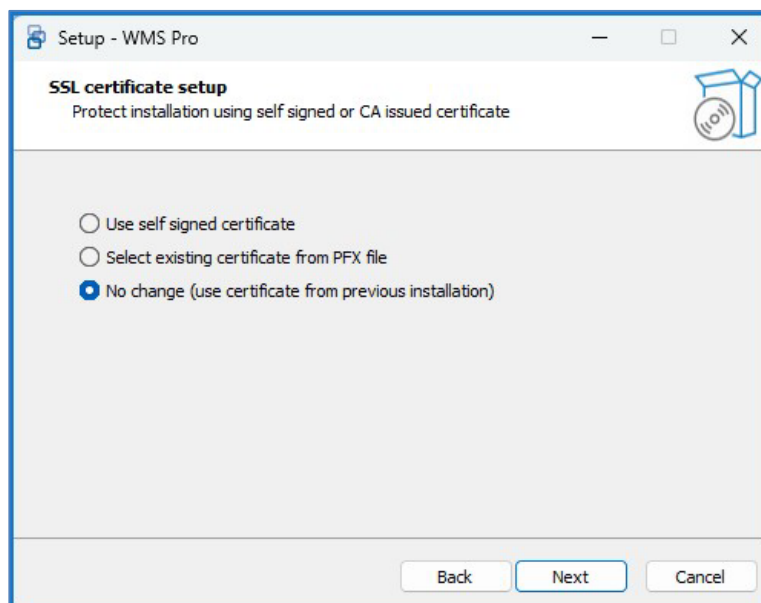 Setup - WMS Pro
SSL certificate setup
Protect installation using self signed or CA issued certificate
Use self signed certificate
Select existing certificate from PFX file
No change (use certificate from previous installation)
Back Next Cancel